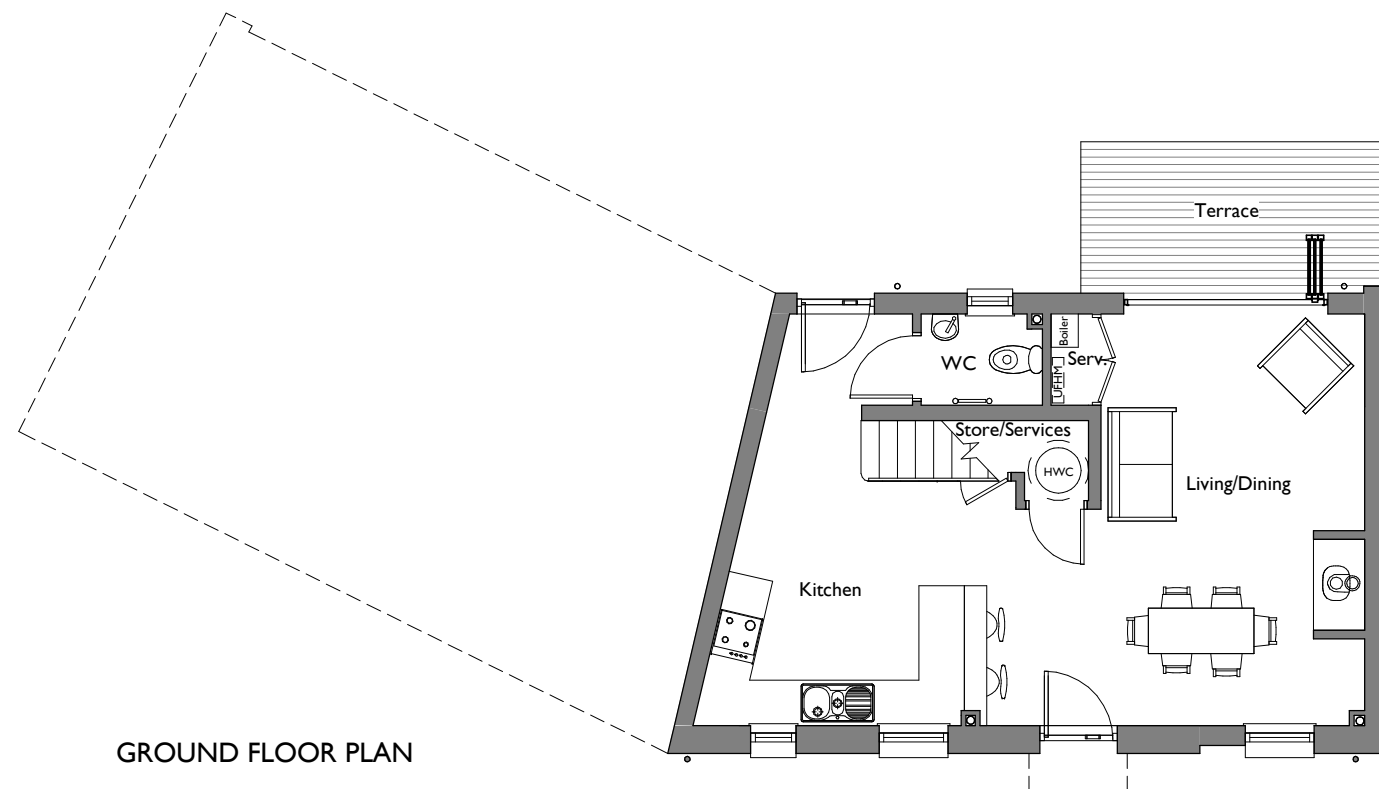 Terrace
Boiler
WC
Serv.
UFHM
Store/Services
HWC
Living/Dining
Kitchen
GROUND FLOOR PLAN